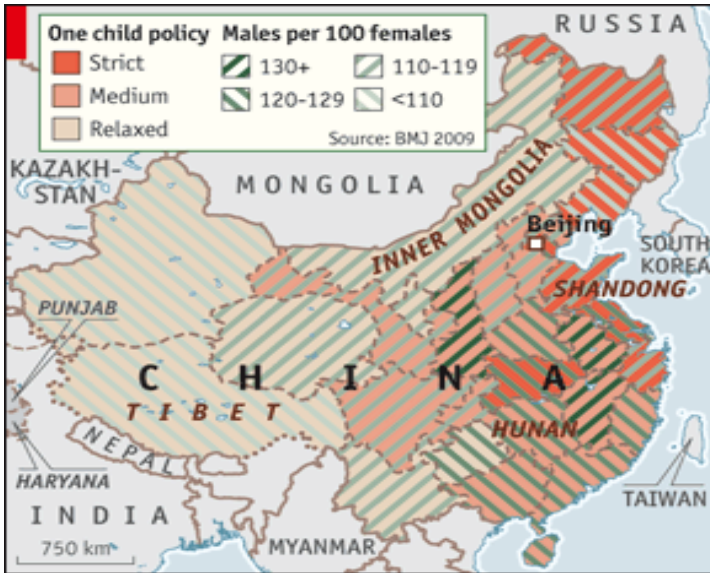 One child policy
Strict
Medium
Relaxed
Males per 100 females
130+
110-119
120-129
<110
Source: BMJ 2009
RUSSIA
KAZAKH-
STAN
MONGOLIA
INNER MONGOLIA
Beijing
SOUTH
KOREA
SHANDONG
PUNJAB
CHINA
TIBET
HUNAN
NEPAL
HARYANA
TAIWAN
INDIA
750 km
MYANMAR